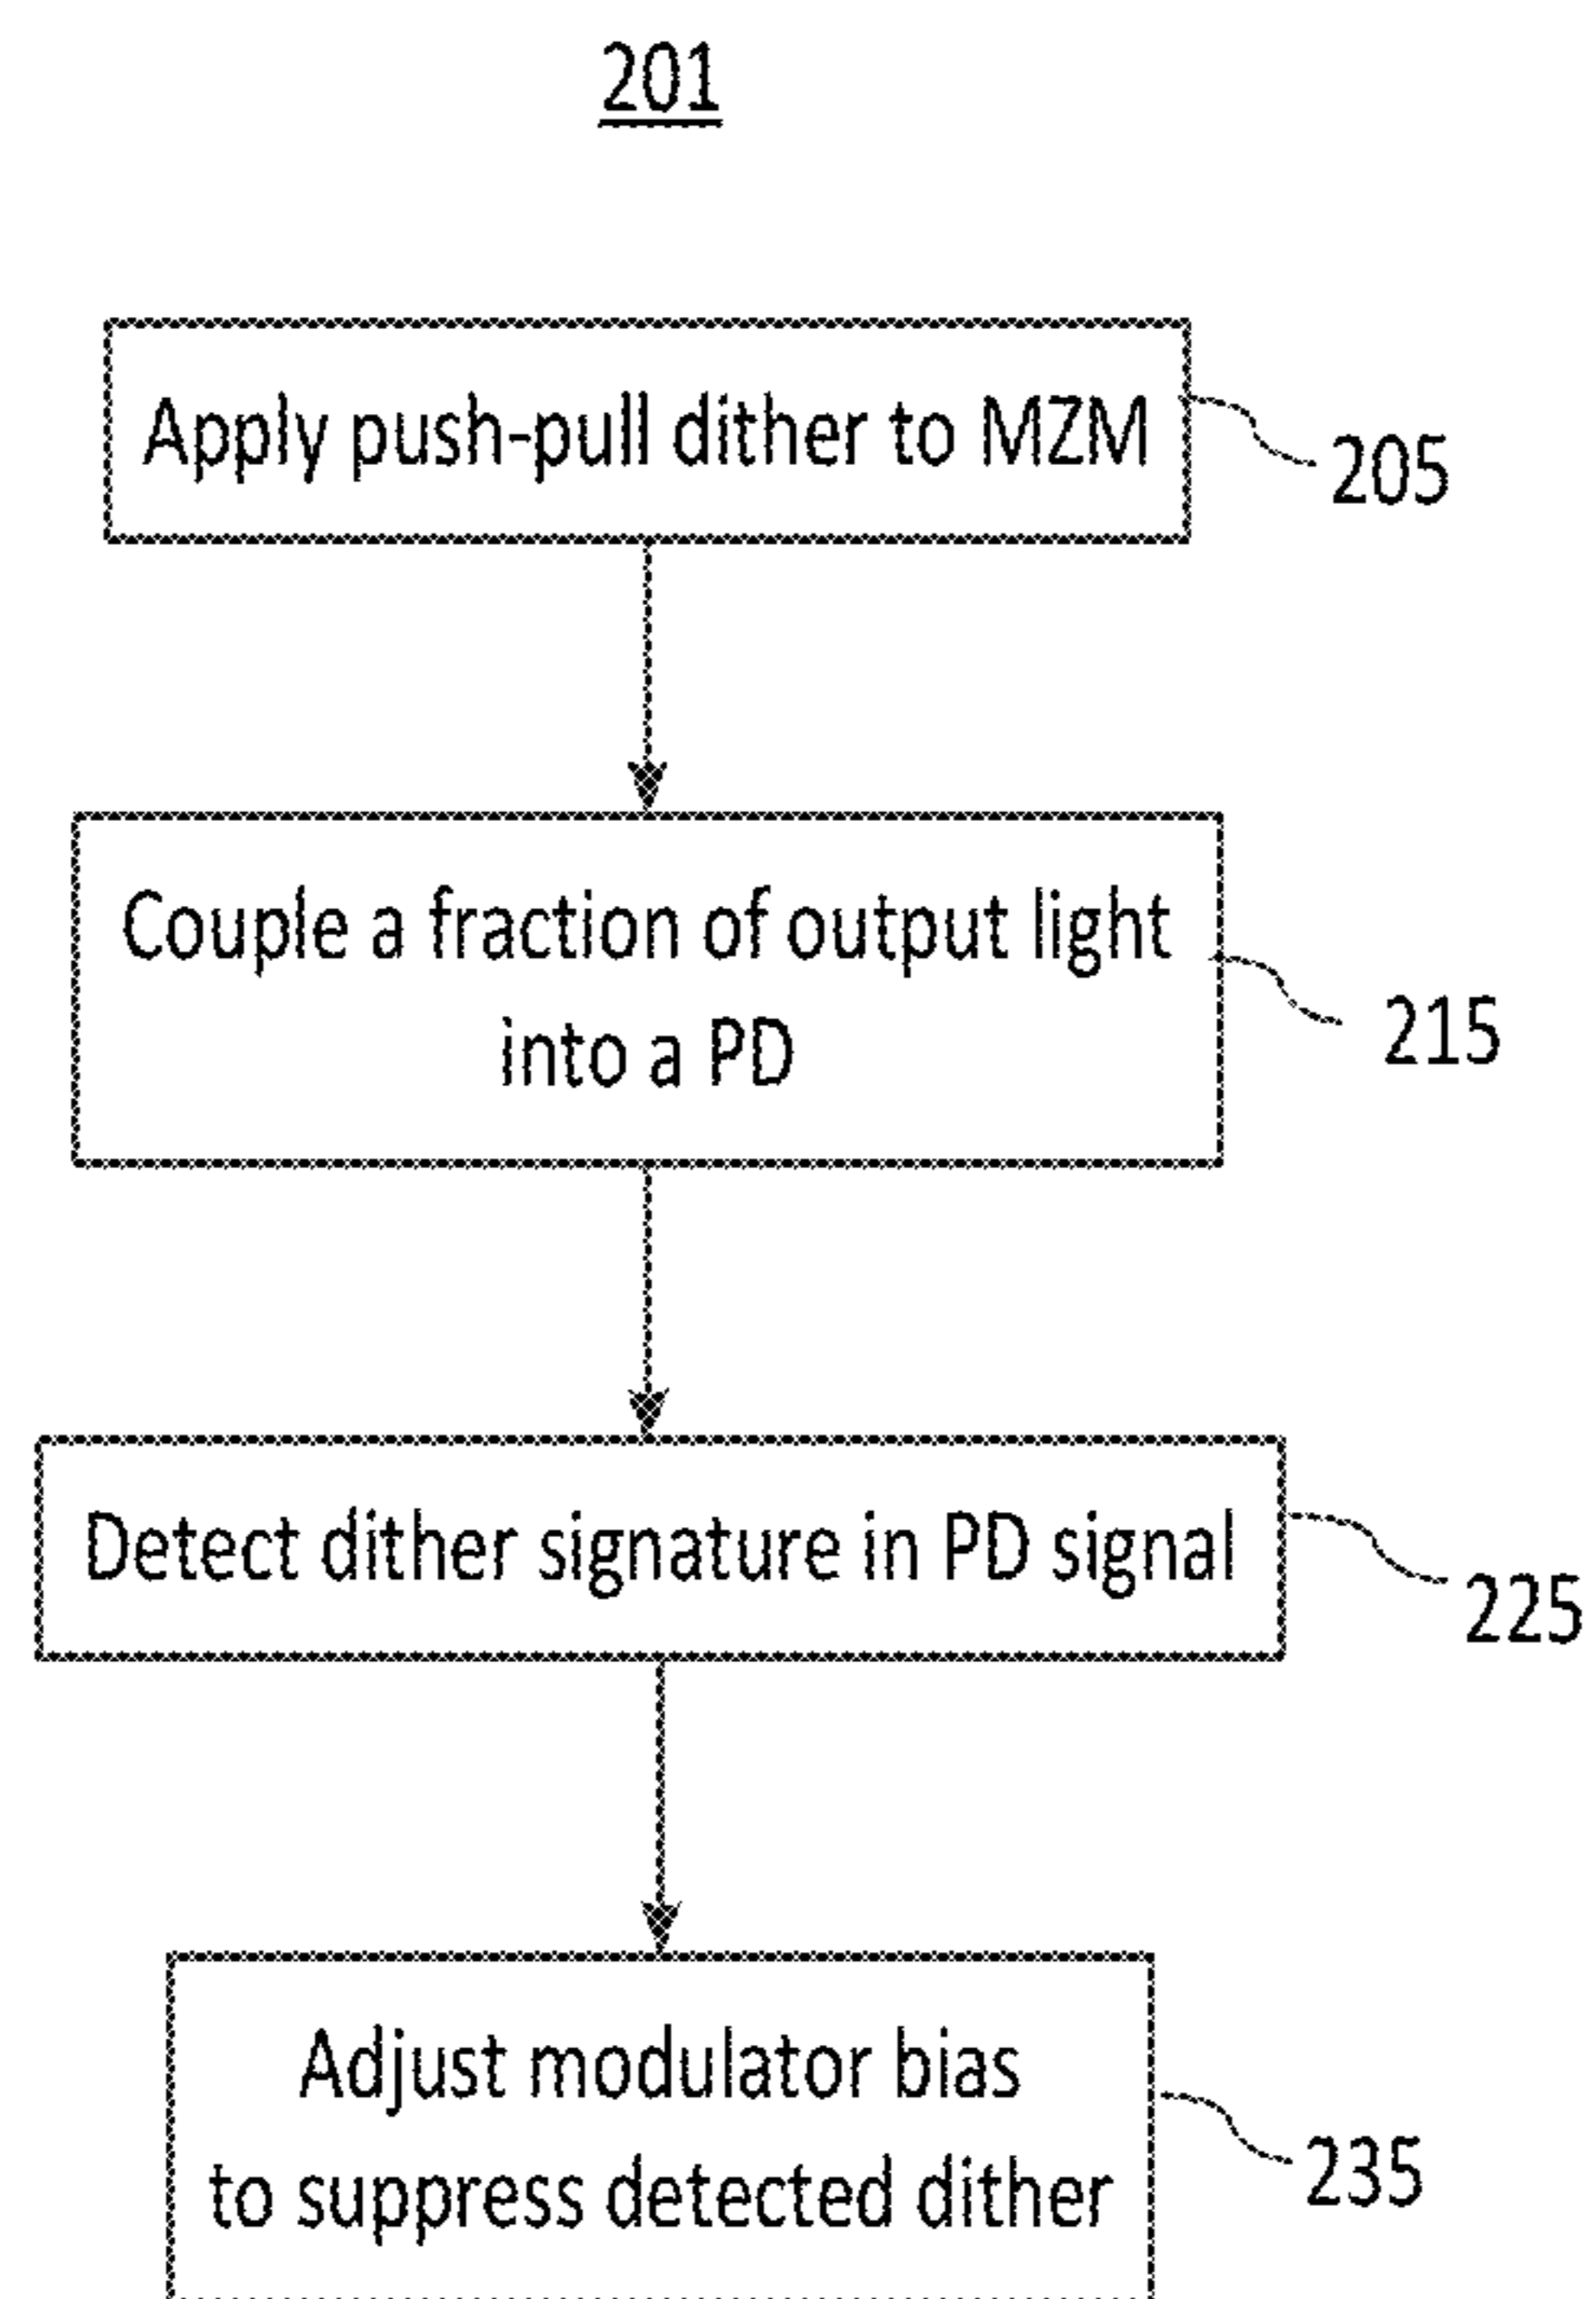 201
Apply push-pull dither to MZM
205
Couple a fraction of output light
into a PD
215
Detect dither signature in PD signal
225
Adjust modulator bias
to suppress detected dither
235